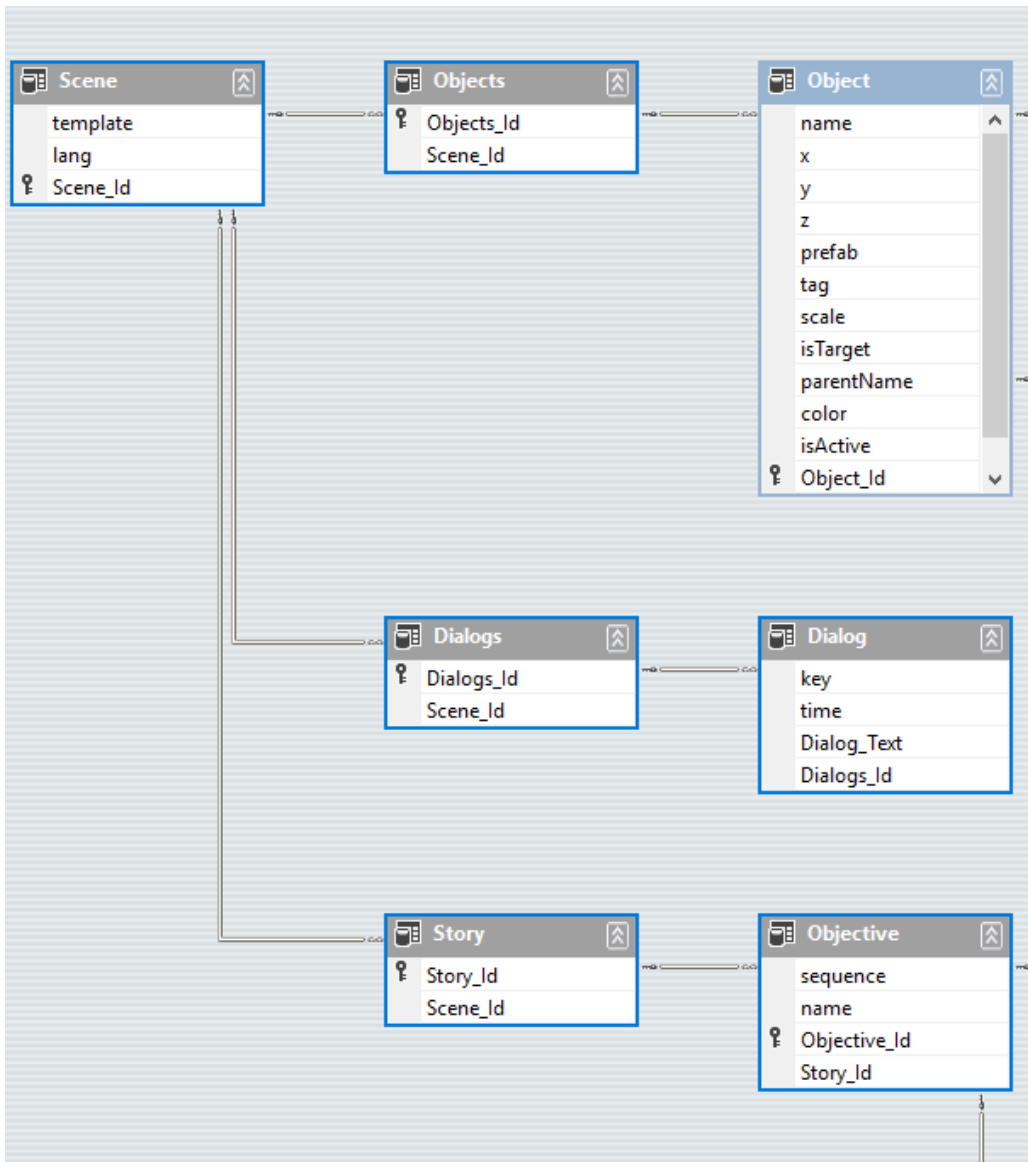 Scene
template
lang
Scene_Id
Objects
Objects_Id
Scene_Id
Object
name
x
y
z
prefab
tag
scale
isTarget
parentName
color
isActive
Object_Id
Dialogs
Dialogs_Id
Scene_Id
Dialog
key
time
Dialog_Text
Dialogs_Id
Story
Story_Id
Scene_Id
Objective
sequence
name
Objective_Id
Story_Id